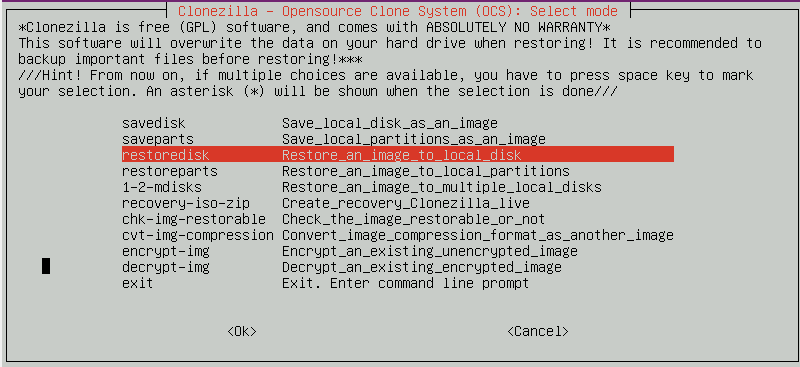 Clonezilla - Opensource Clone System (OCS): Select mode
*Clonezilla is free (GPL) software, and comes with ABSOLUTELY NO WARRANTY*
This software will overwrite the data on your hard drive when restoring! It is recommended to
backup important files before restoring!***
///Hint! From now on, if multiple choices are available, you have to press space key to mark
your selection. An asterisk (*) will be shown when the selection is done///
savedisk Save_local_disk_as_an_image
saveparts Save_local_partitions_as_an_image
restoredisk Restore_an_image_to_local_disk
restoreparts Restore_an_image_to_local_partitions
1-2-mdisks Restore_an_image_to_multiple_local_disks
recovery-iso-zip Create_recovery_Clonezilla_live
chk-img-restorable Check_the_image_restorable_or_not
cvt-img-compression Convert_image_compression_format_as_another_image
encrypt-img Encrypt_an_existing_unencrypted_image
decrypt-img Decrypt_an_existing_encrypted_image
exit Exit. Enter command line prompt
<Ok> <Cancel>